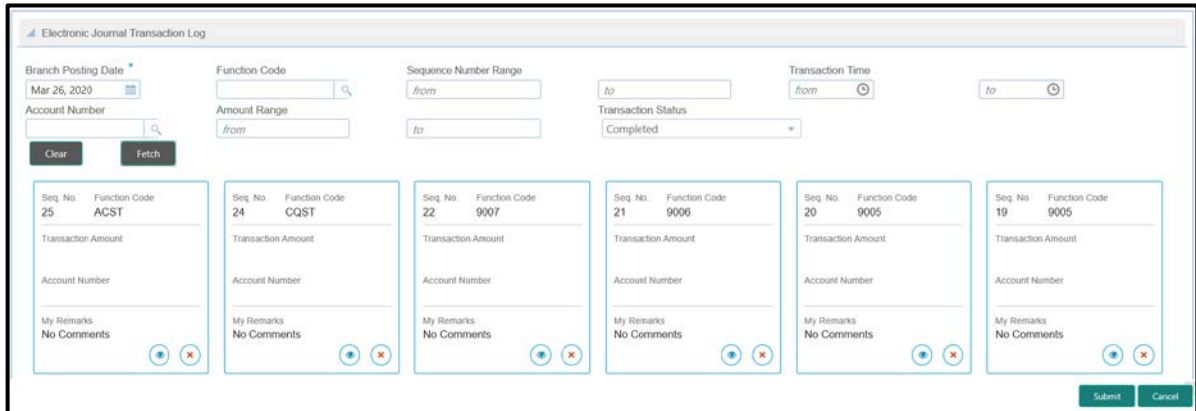 Electronic Journal Transaction Log
Branch Posting Date * Function Code Sequence Number Range Transaction Time
Mar 26, 2020 from to from to
Account Number Amount Range Transaction Status
from to Completed
Clear Fetch
Seq. No. Function Code Seq. No. Function Code Seq. No. Function Code Seq. No. Function Code Seq. No. Function Code Seq. No. Function Code
25 ACST 24 CQST 22 9007 21 9006 20 9005 19 9005
Transaction Amount Transaction Amount Transaction Amount Transaction Amount Transaction Amount Transaction Amount
Account Number Account Number Account Number Account Number Account Number Account Number
My Remarks My Remarks My Remarks My Remarks My Remarks My Remarks
No Comments No Comments No Comments No Comments No Comments No Comments
Submit Cancel